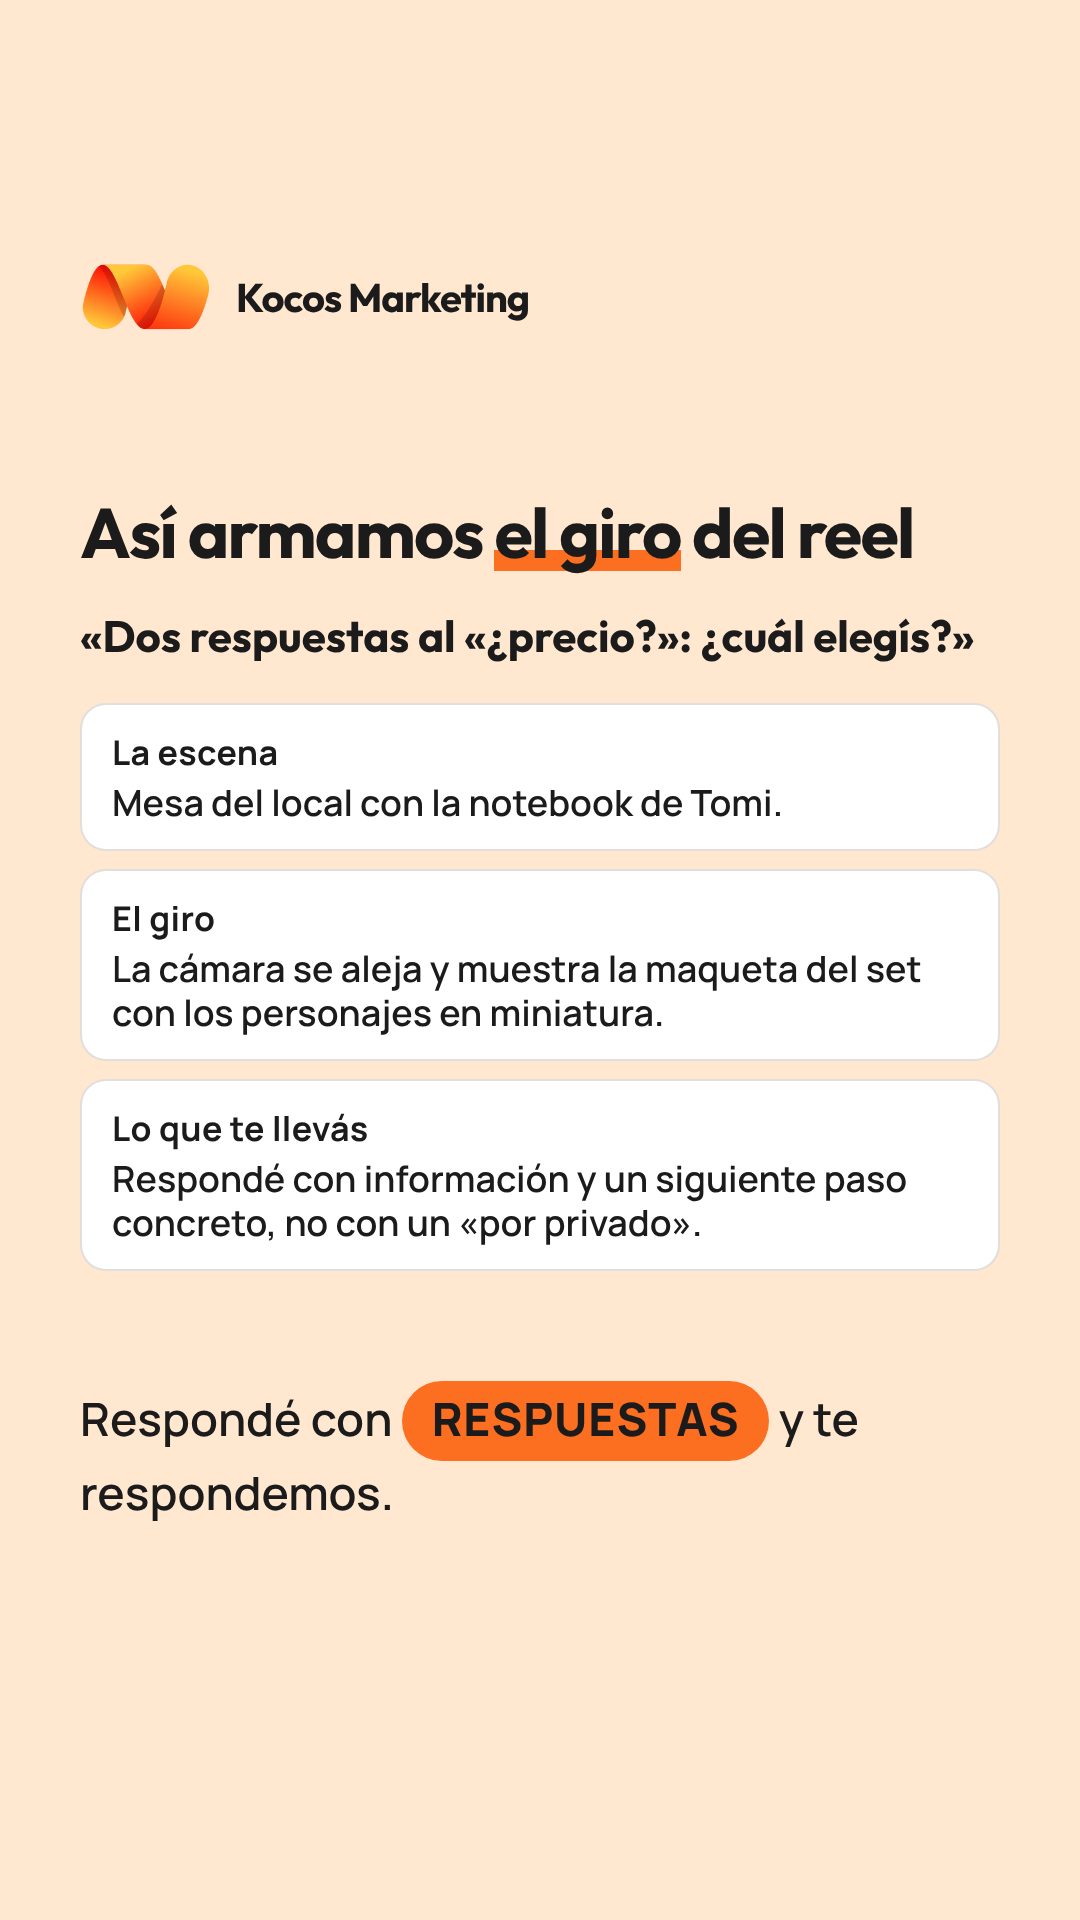 Kocos Marketing
Así armamos el giro del reel
«Dos respuestas al «¿precio?»: ¿cuál elegís?»
La escena
Mesa del local con la notebook de Tomi.
El giro
La cámara se aleja y muestra la maqueta del set
con los personajes en miniatura.
Lo que te llevás
Respondé con información y un siguiente paso
concreto, no con un «por privado».
Respondé con RESPUESTAS y te
respondemos.